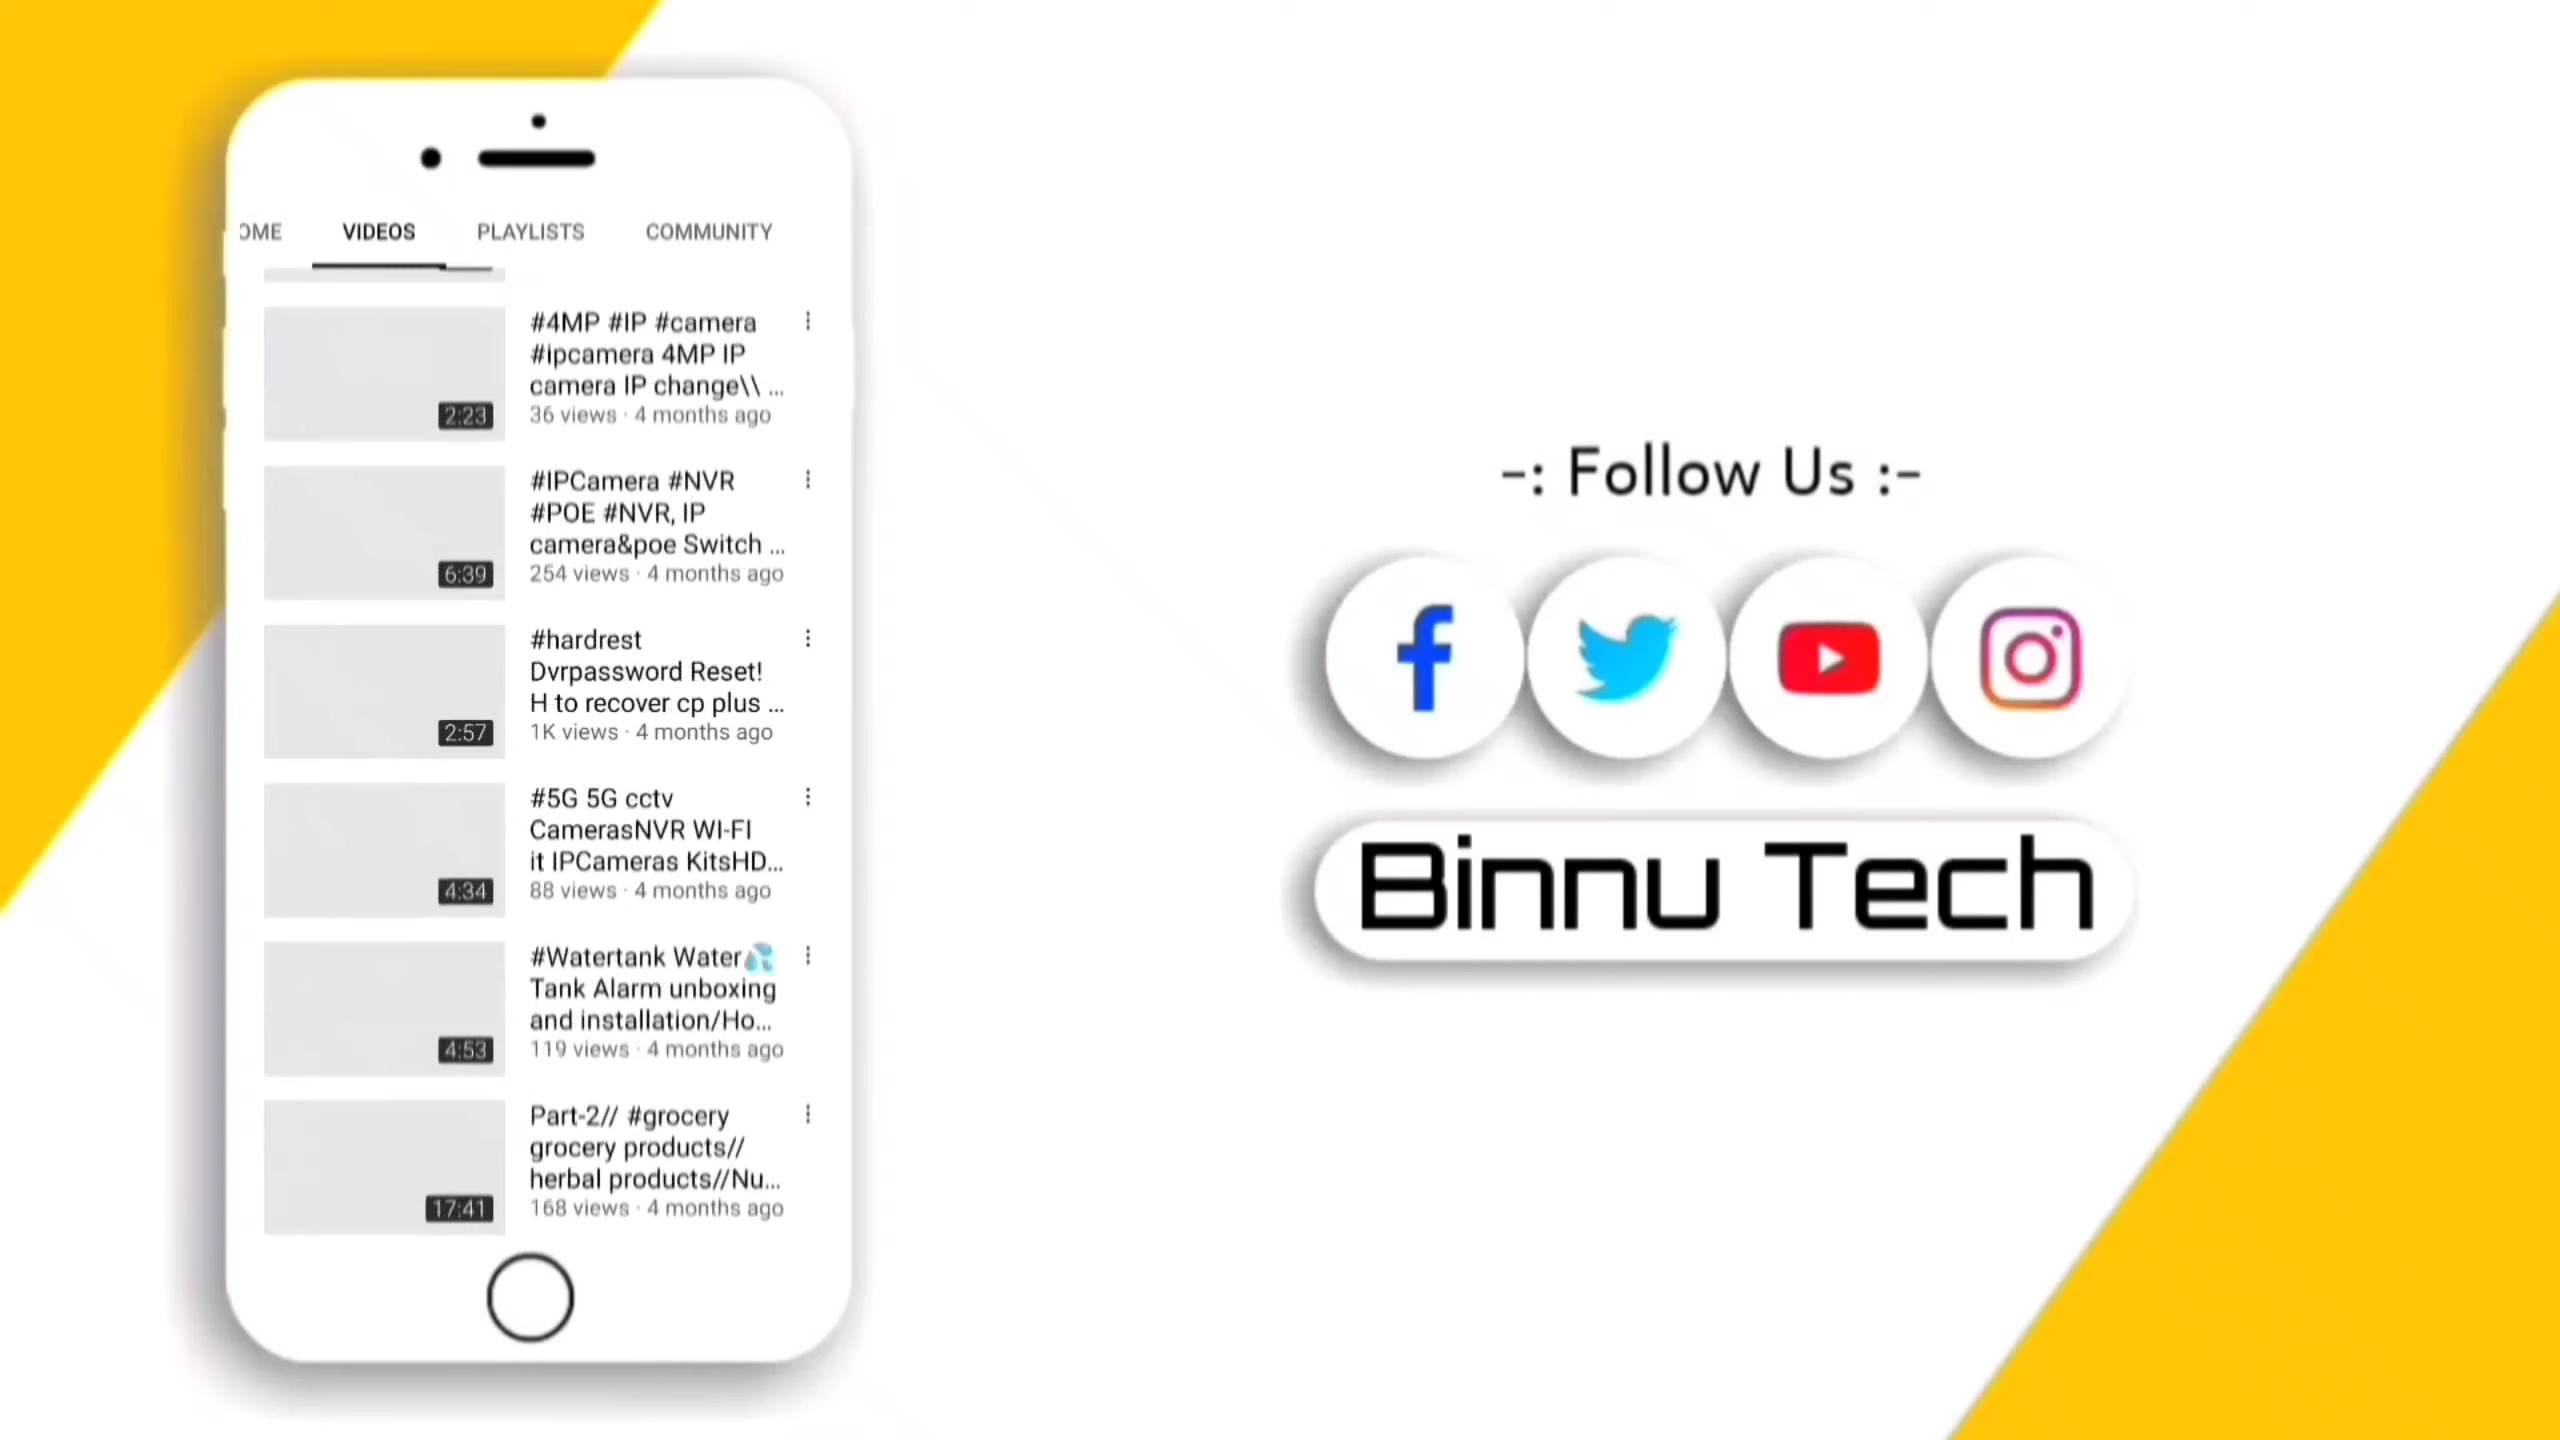 OME VIDEOS PLAYLISTS COMMUNITY
#4MP #IP #camera
#ipcamera 4MP IP
camera IP change\\ ...
36 views · 4 months ago
2:23
#IPCamera #NVR
#POE #NVR, IP
camera&poe Switch ...
254 views · 4 months ago
6:39
#hardrest
Dvrpassword Reset!
H to recover cp plus ...
1K views · 4 months ago
2:57
#5G 5G cctv
CamerasNVR WI-FI
it IPCameras KitsHD...
88 views · 4 months ago
4:34
#Watertank Water💦
Tank Alarm unboxing
and installation/Ho...
119 views · 4 months ago
4:53
Part-2// #grocery
grocery products//
herbal products//Nu...
168 views · 4 months ago
17:41
-: Follow Us :-
Binnu Tech